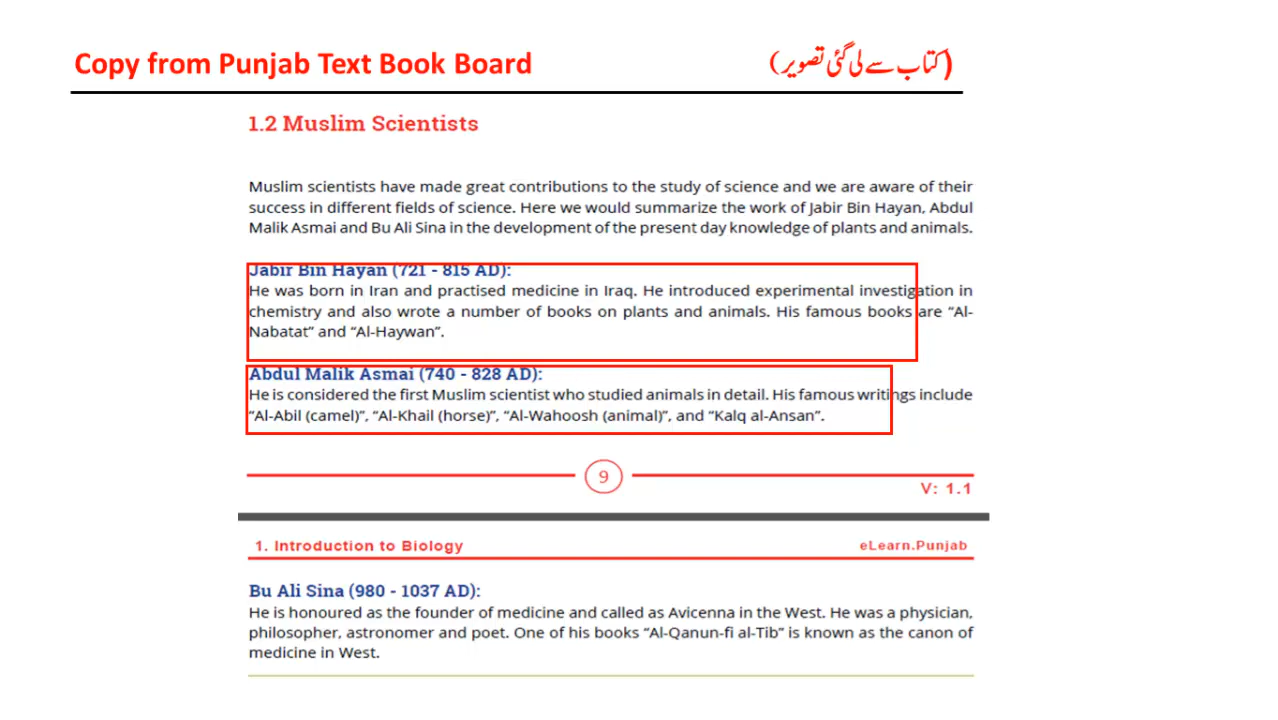 Copy from Punjab Text Book Board
(کتاب سے لی گئی تصویر)
1.2 Muslim Scientists
Muslim scientists have made great contributions to the study of science and we are aware of their
success in different fields of science. Here we would summarize the work of Jabir Bin Hayan, Abdul
Malik Asmai and Bu Ali Sina in the development of the present day knowledge of plants and animals.
Jabir Bin Hayan (721 - 815 AD):
He was born in Iran and practised medicine in Iraq. He introduced experimental investigation in
chemistry and also wrote a number of books on plants and animals. His famous books are “Al-
Nabatat” and “Al-Haywan”.
Abdul Malik Asmai (740 - 828 AD):
He is considered the first Muslim scientist who studied animals in detail. His famous writings include
“Al-Abil (camel)”, “Al-Khail (horse)”, “Al-Wahoosh (animal)”, and “Kalq al-Ansan”.
9
V: 1.1
1. Introduction to Biology
eLearn.Punjab
Bu Ali Sina (980 - 1037 AD):
He is honoured as the founder of medicine and called as Avicenna in the West. He was a physician,
philosopher, astronomer and poet. One of his books “Al-Qanun-fi al-Tib” is known as the canon of
medicine in West.